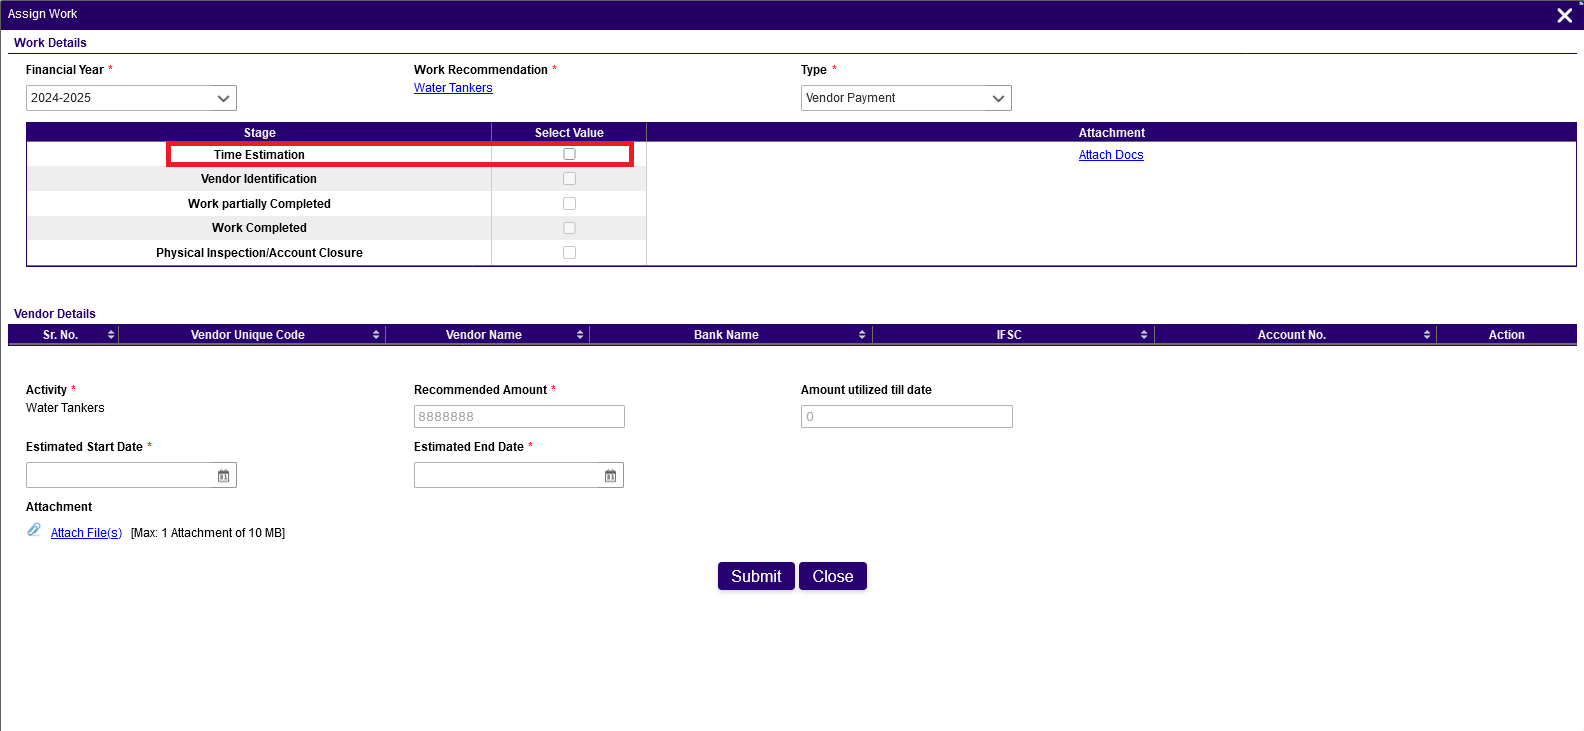 Assign Work
Work Details
Financial Year *
Work Recommendation *
Type *
2024-2025
Water Tankers
Vendor Payment
Stage Select Value Attachment
Time Estimation Attach Docs
Vendor Identification
Work partially Completed
Work Completed
Physical Inspection/Account Closure
Vendor Details
Sr. No. Vendor Unique Code Vendor Name Bank Name IFSC Account No. Action
Activity *
Recommended Amount *
Amount utilized till date
Water Tankers
8888888
0
Estimated Start Date *
Estimated End Date *
Attachment
Attach File(s) [Max: 1 Attachment of 10 MB]
Submit Close